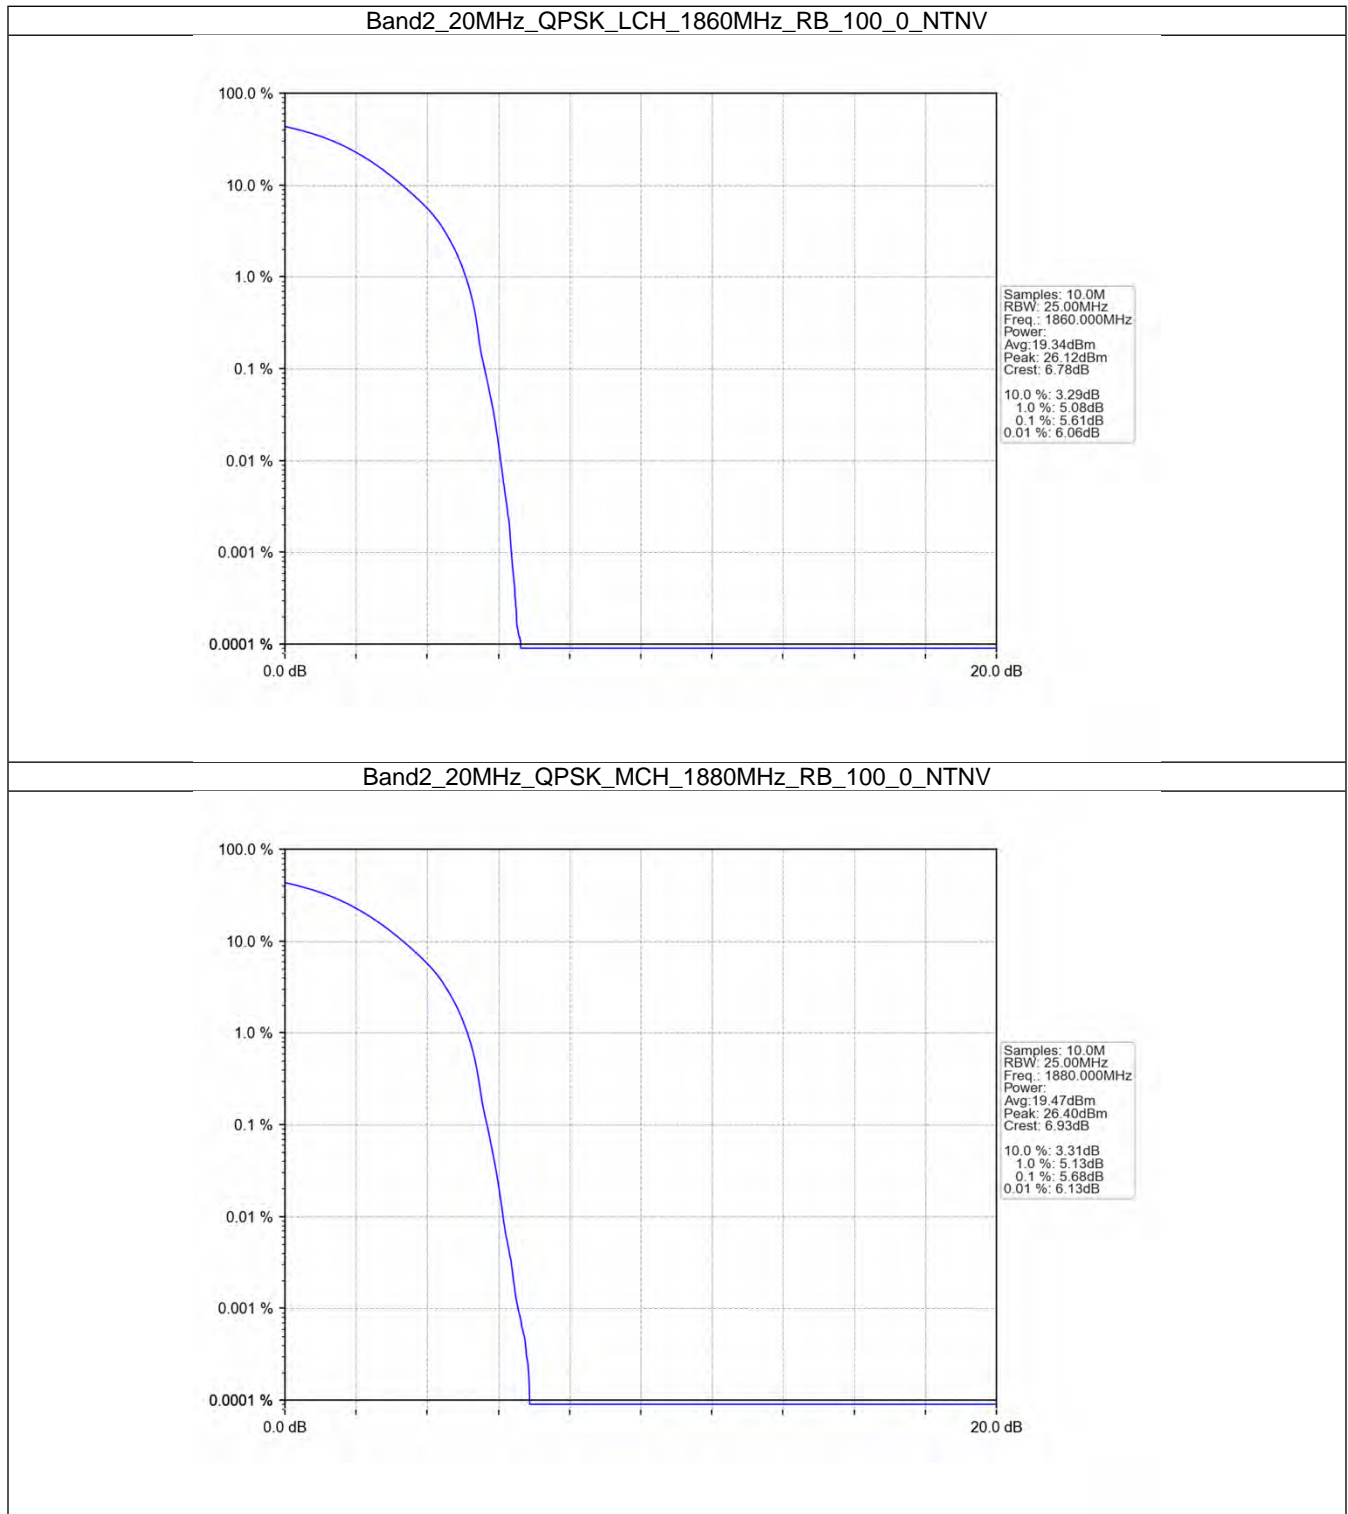 Band2_20MHz_QPSK_LCH_1860MHz_RB_100_0_NTNV
100.0 %
10.0 %
1.0 %
0.1 %
0.01 %
0.001 %
0.0001 %
0.0 dB
20.0 dB
Samples: 10.0M
RBW: 25.00MHz
Freq.: 1860.000MHz
Power:
Avg:19.34dBm
Peak: 26.12dBm
Crest: 6.78dB
10.0 %: 3.29dB
1.0 %: 5.08dB
0.1 %: 5.61dB
0.01 %: 6.06dB
Band2_20MHz_QPSK_MCH_1880MHz_RB_100_0_NTNV
100.0 %
10.0 %
1.0 %
0.1 %
0.01 %
0.001 %
0.0001 %
0.0 dB
20.0 dB
Samples: 10.0M
RBW: 25.00MHz
Freq.: 1880.000MHz
Power:
Avg:19.47dBm
Peak: 26.40dBm
Crest: 6.93dB
10.0 %: 3.31dB
1.0 %: 5.13dB
0.1 %: 5.68dB
0.01 %: 6.13dB